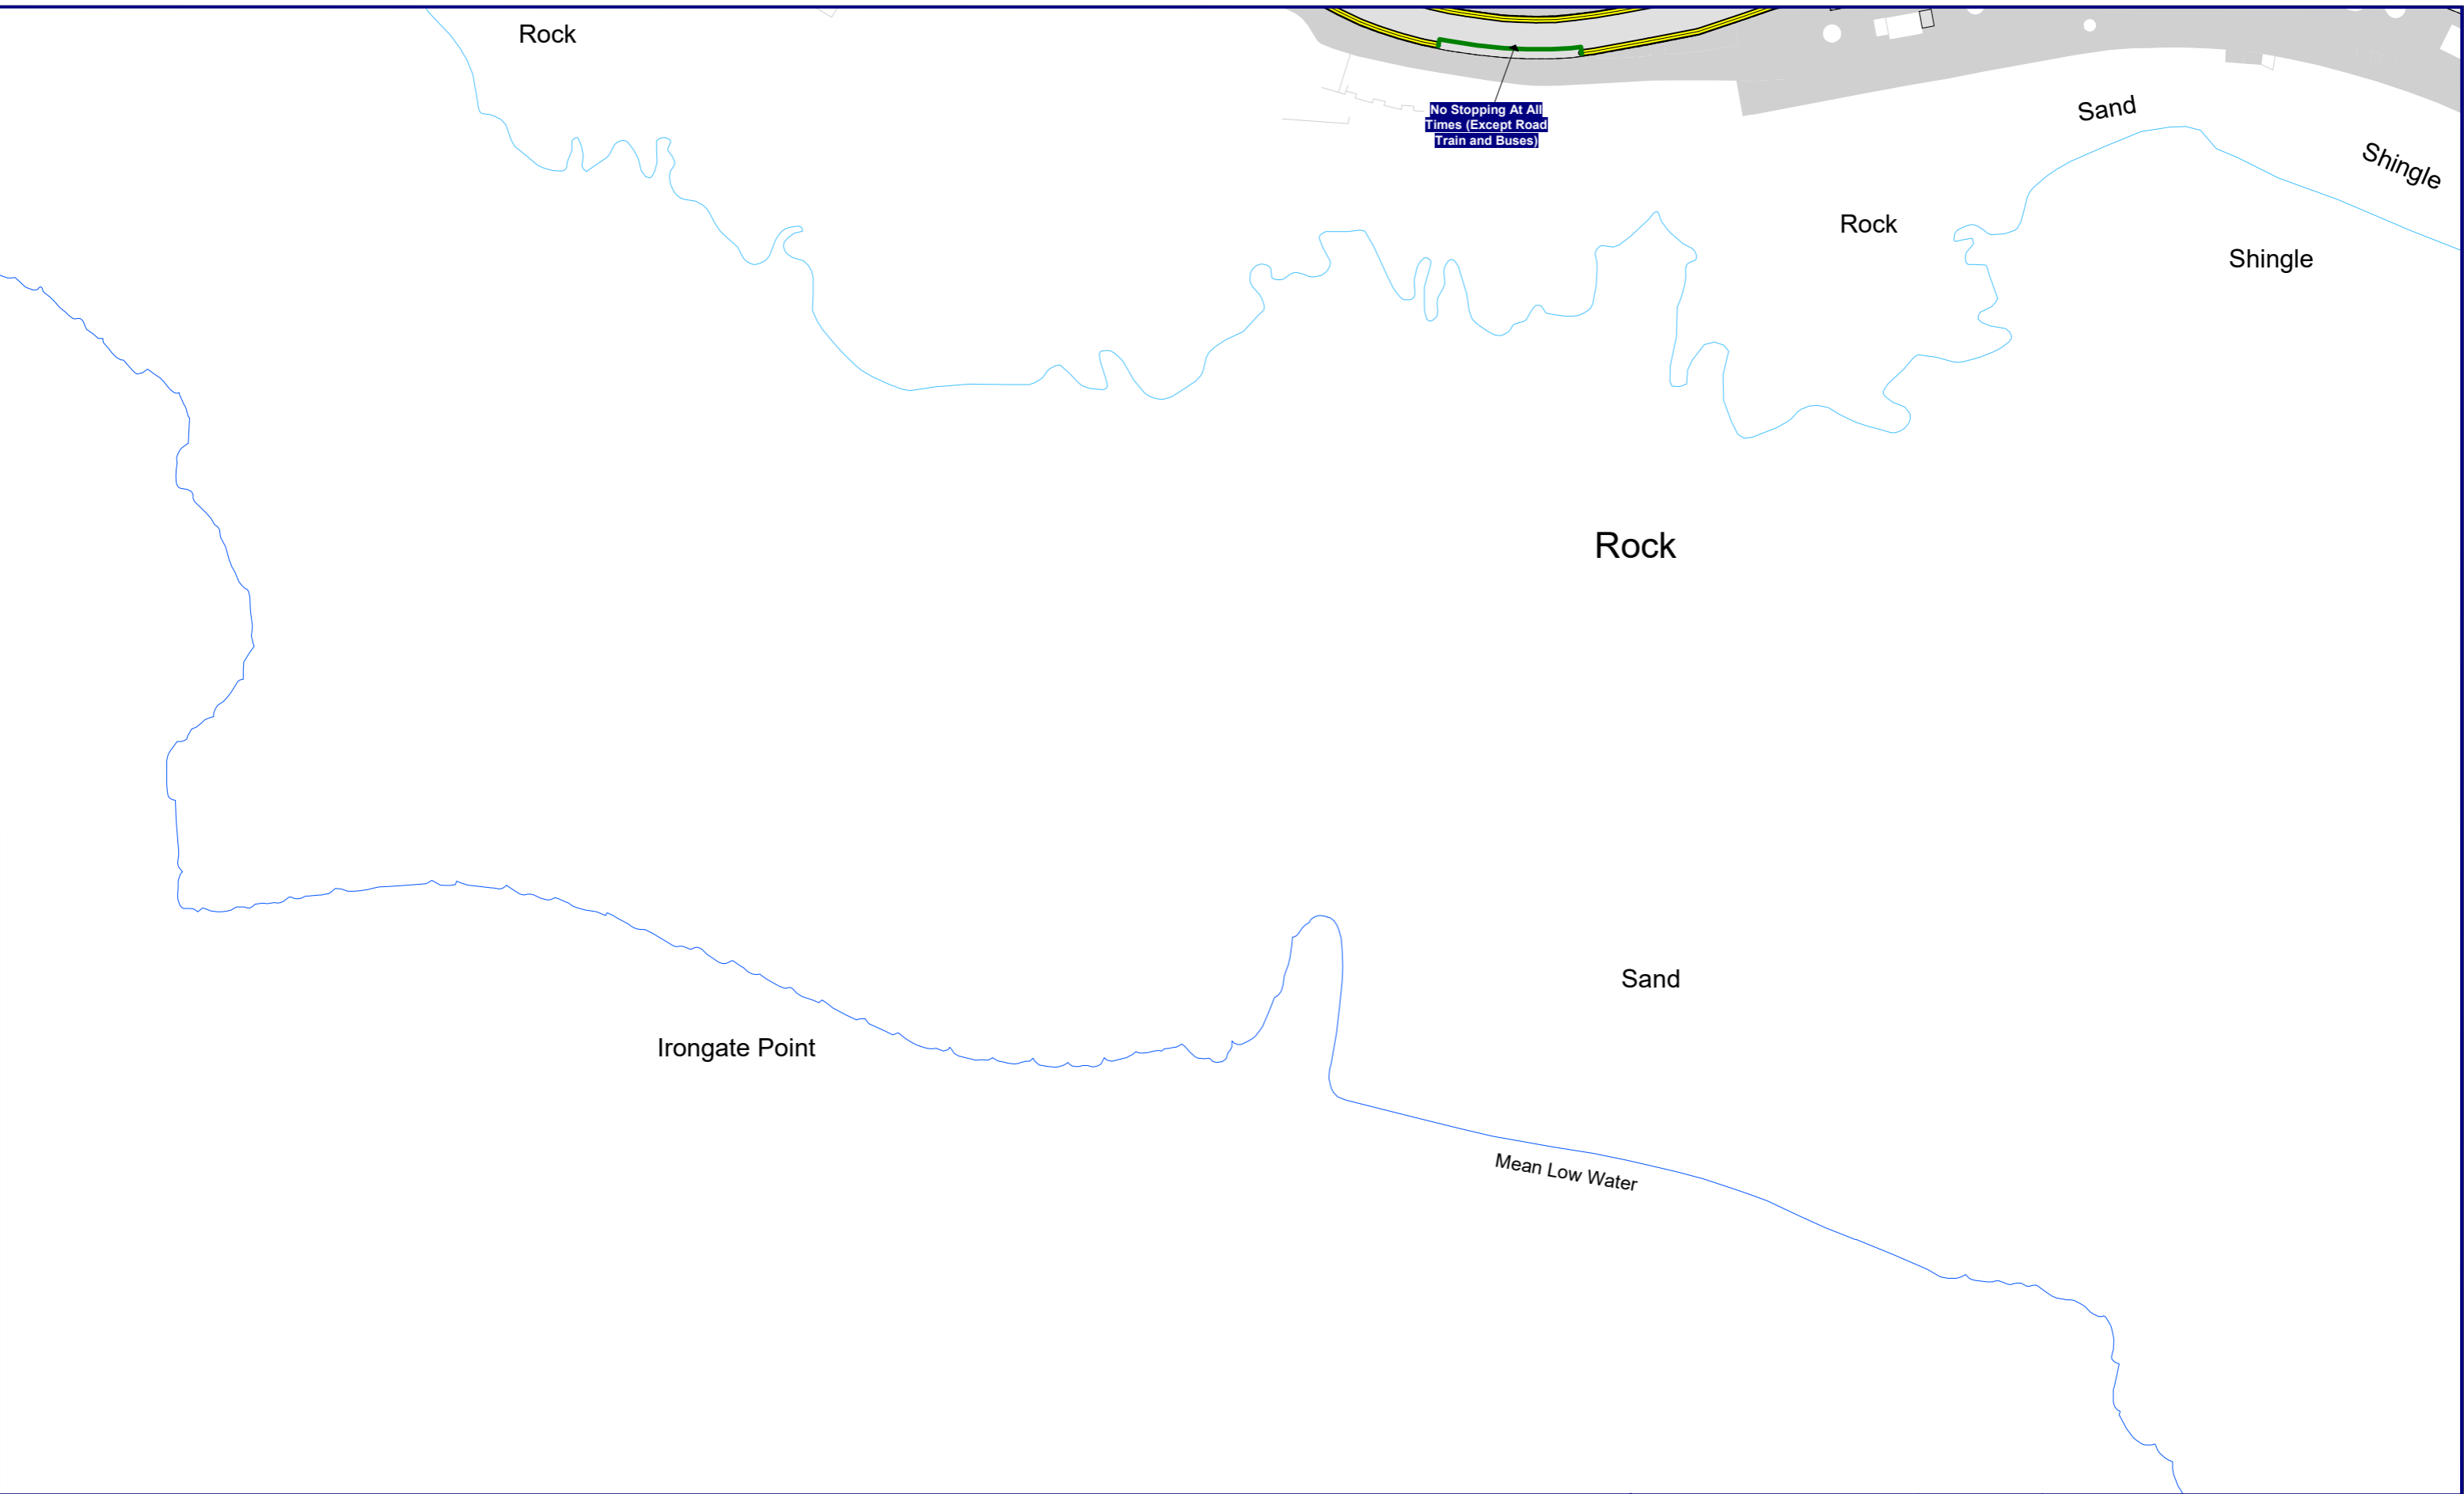 Rock
No Stopping At All
Times (Except Road
Train and Buses)
Sand
Shingle
Rock
Shingle
Rock
Sand
Irongate Point
Mean Low Water